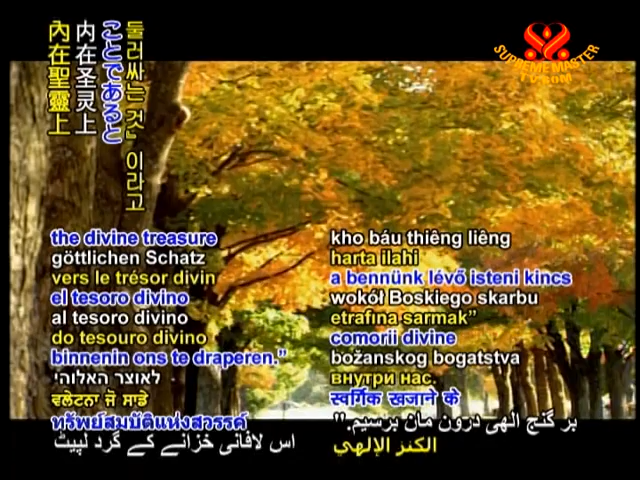 둘러싸는 것』이라고
ことであると
内在圣灵上
內在聖靈上
SUPREME MASTER
TV.COM
the divine treasure
göttlichen Schatz
vers le trésor divin
el tesoro divino
al tesoro divino
do tesouro divino
binnenin ons te draperen."
לאוצר האלוהי
ਵਲੇਟਨਾ ਜੋ ਸਾਡੇ
ทรัพย์สมบัติแห่งสวรรค์
اس لافانی خزانے کے گرد لپیٹ
kho báu thiêng liêng
harta ilahi
a bennünk lévő isteni kincs
wokół Boskiego skarbu
etrafına sarmak”
comorii divine
božanskog bogatstva
внутри нас.
स्वर्गिक खजाने के
بر گنج الهی درون مان برسیم."
الكنز الإلهي